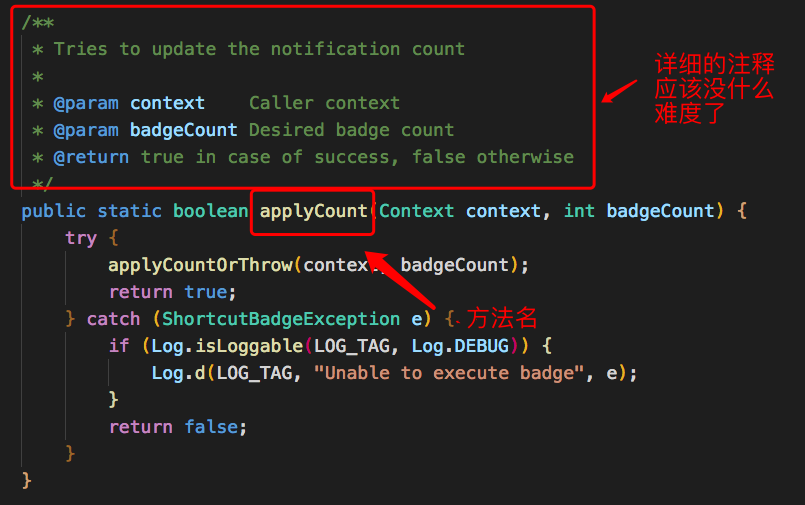 /**
* Tries to update the notification count
*
* @param context    Caller context
* @param badgeCount Desired badge count
* @return true in case of success, false otherwise
*/
详细的注释
应该没什么
难度了
public static boolean applyCount(Context context, int badgeCount) {
try {
applyCountOrThrow(context, badgeCount);
return true;
} catch (ShortcutBadgeException e) {
方法名
if (Log.isLoggable(LOG_TAG, Log.DEBUG)) {
Log.d(LOG_TAG, "Unable to execute badge", e);
}
return false;
}
}